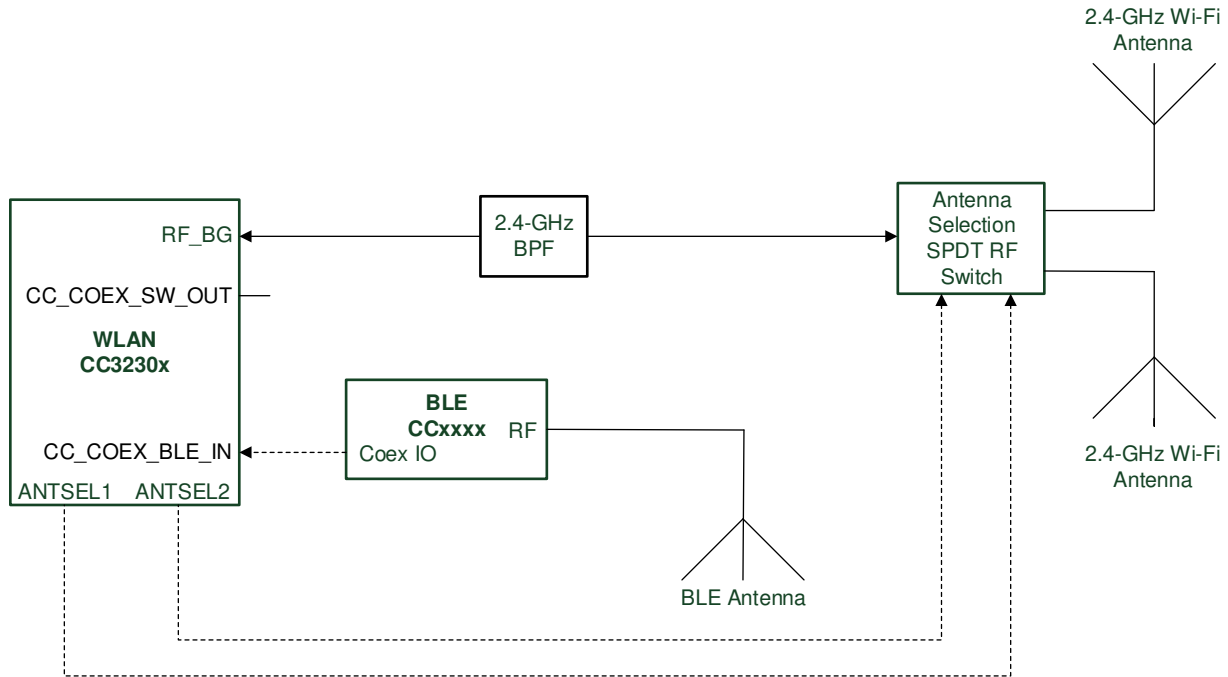 2.4-GHz Wi-Fi
Antenna
Antenna
Selection
SPDT RF
Switch
2.4-GHz
BPF
RF_BG
CC_COEX_SW_OUT
WLAN
CC3230x
BLE
CCxxxx
RF
Coex IO
CC_COEX_BLE_IN
ANTSEL1
ANTSEL2
2.4-GHz Wi-Fi
Antenna
BLE Antenna